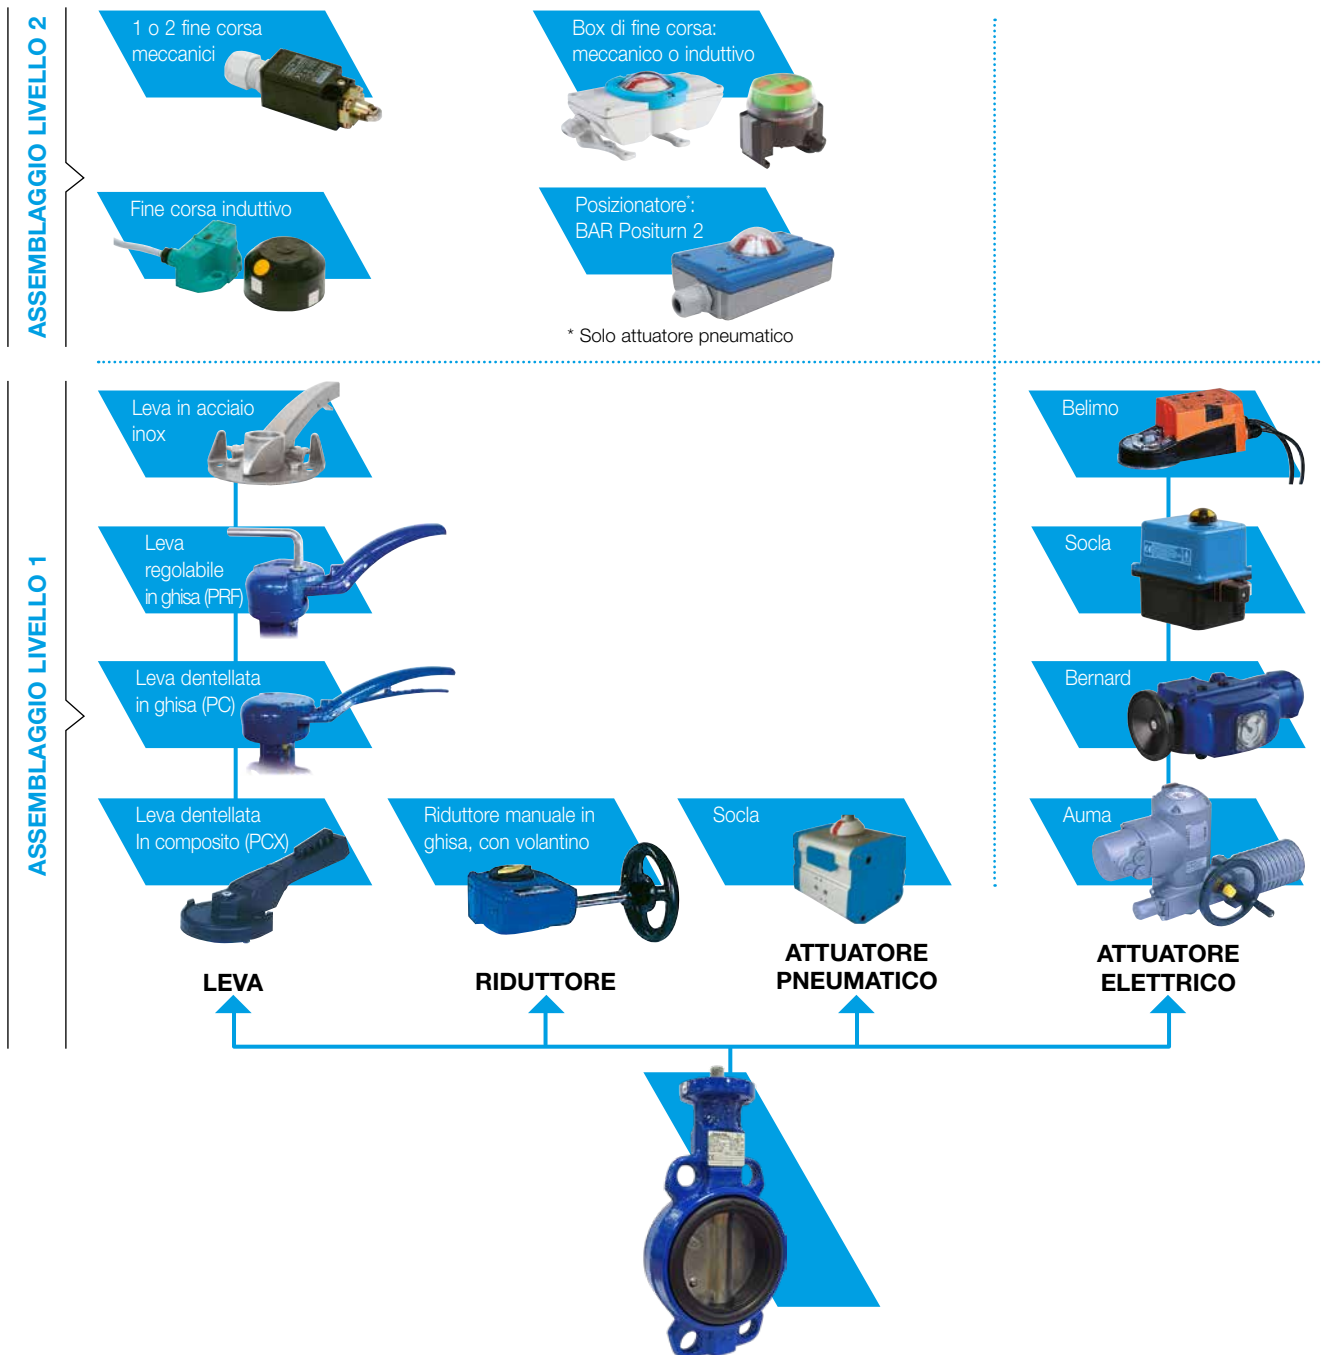 ASSEMBLAGGIO LIVELLO 2
1 o 2 fine corsa
meccanici
Box di fine corsa:
meccanico o induttivo
Fine corsa induttivo
Posizionatore*:
BAR Positurn 2
* Solo attuatore pneumatico
ASSEMBLAGGIO LIVELLO 1
Leva in acciaio
inox
Leva
regolabile
in ghisa (PRF)
Leva dentellata
in ghisa (PC)
Leva dentellata
In composito (PCX)
Riduttore manuale in
ghisa, con volantino
Socla
Belimo
Socla
Bernard
Auma
LEVA
RIDUTTORE
ATTUATORE
PNEUMATICO
ATTUATORE
ELETTRICO